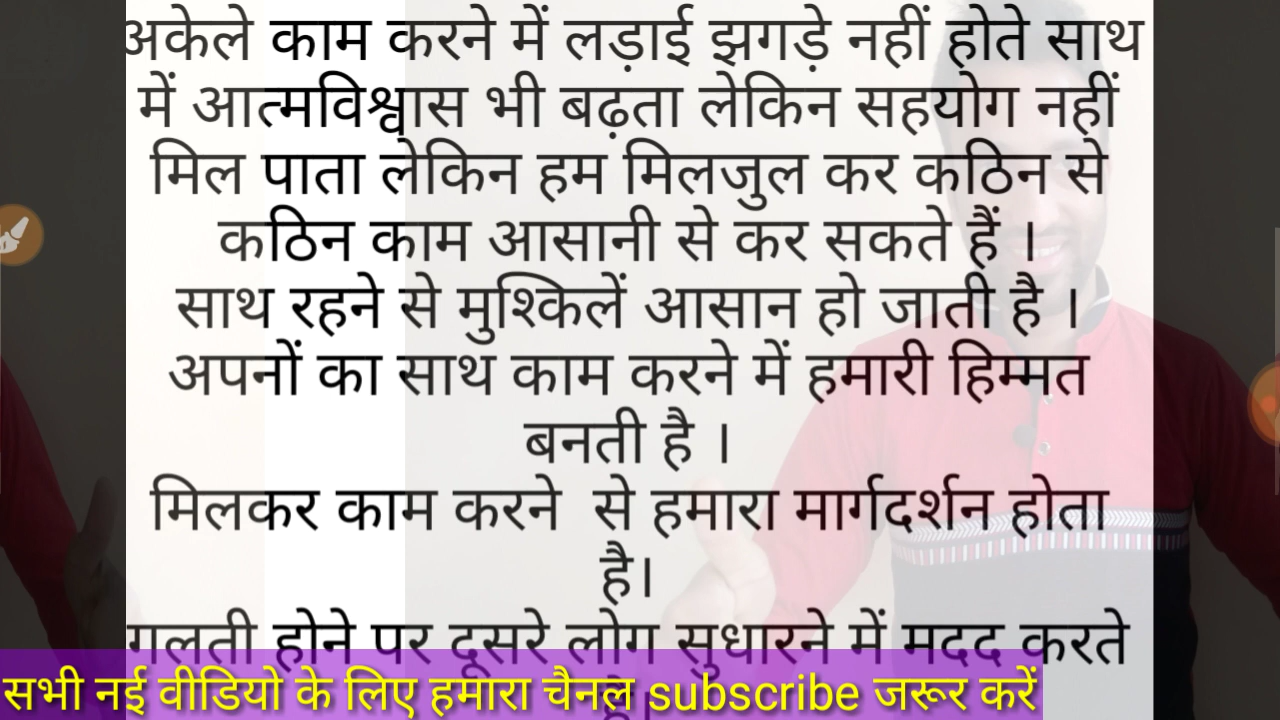 अकेले काम करने में लड़ाई झगड़े नहीं होते साथ
में आत्मविश्वास भी बढ़ता लेकिन सहयोग नहीं
मिल पाता लेकिन हम मिलजुल कर कठिन से
कठिन काम आसानी से कर सकते हैं ।
साथ रहने से मुश्किलें आसान हो जाती है ।
अपनों का साथ काम करने में हमारी हिम्मत
बनती है ।
मिलकर काम करने से हमारा मार्गदर्शन होता
है।
गलती होने पर दूसरे लोग सुधारने में मदद करते
है।
सभी नई वीडियो के लिए हमारा चैनल subscribe जरूर करें